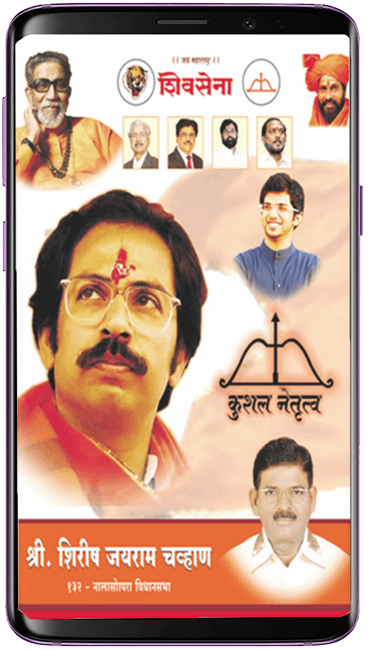 ।। जय महाराष्ट्र ।।
शिवसेना
कुशल नेतृत्व
श्री. शिरीष जयराम चव्हाण
१३२ - नालासोपारा विधानसभा